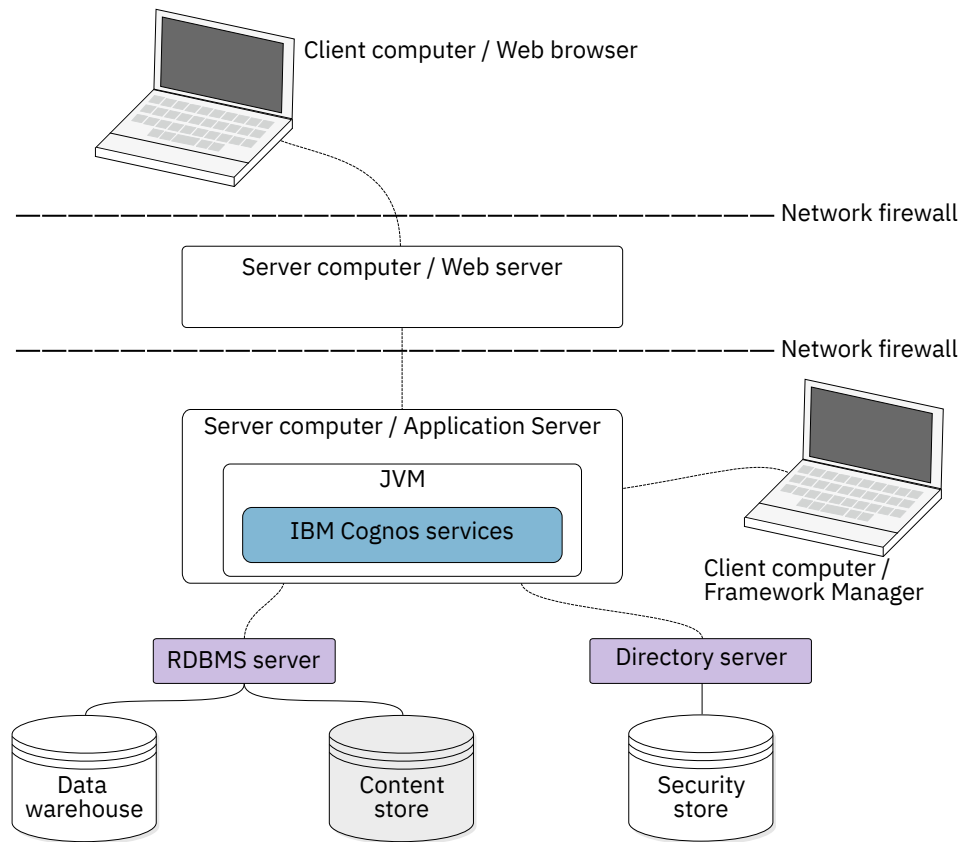 Client computer / Web browser
Network firewall
Server computer / Web server
Network firewall
Server computer / Application Server
JVM
IBM Cognos services
Client computer /
Framework Manager
RDBMS server
Directory server
Data
warehouse
Content
store
Security
store